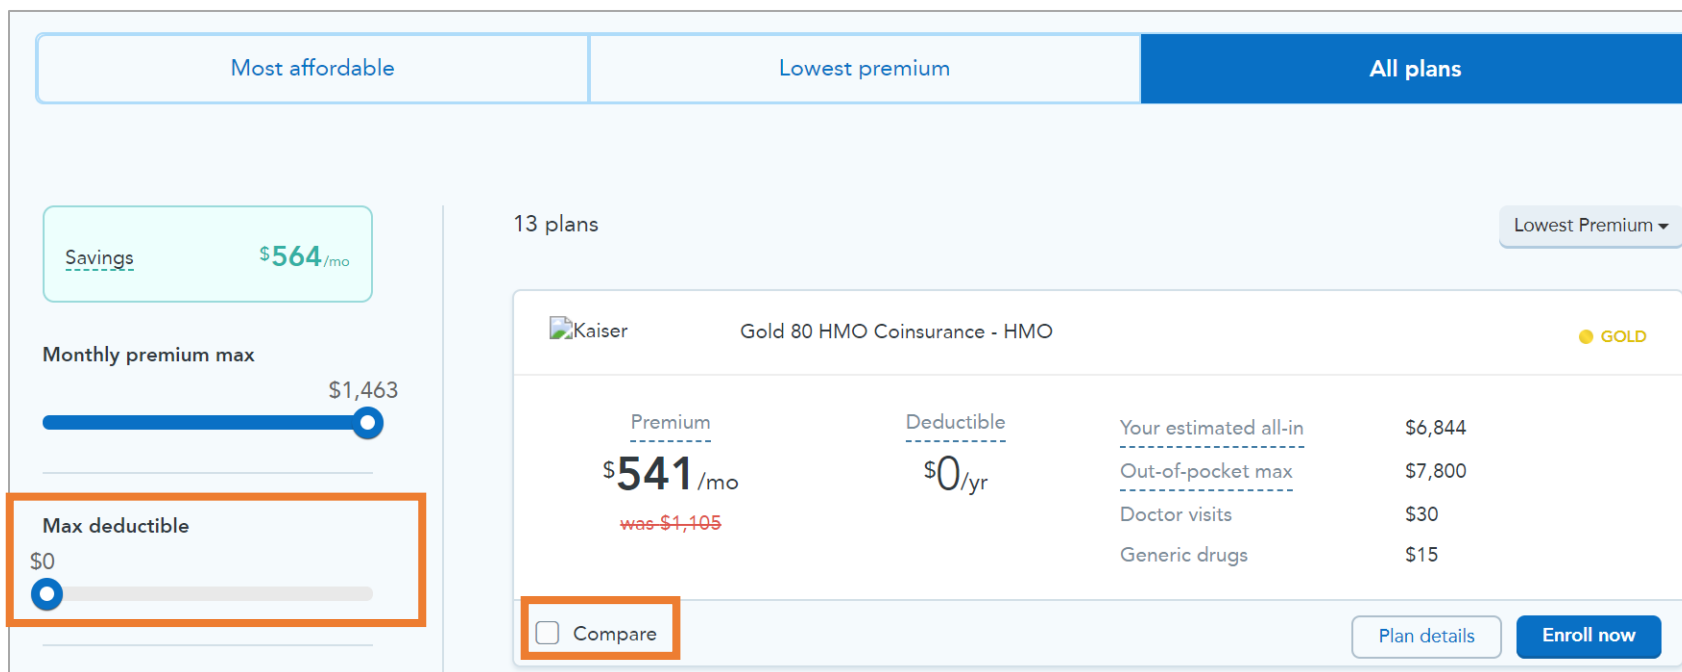 Most affordable
Lowest premium
All plans
Savings
$564/mo
13 plans
Lowest Premium
Monthly premium max
$1,463
Max deductible
$0
Kaiser
Gold 80 HMO Coinsurance - HMO
GOLD
Premium
$541/mo
was $1,105
Deductible
$0/yr
Your estimated all-in $6,844
Out-of-pocket max $7,800
Doctor visits $30
Generic drugs $15
Compare
Plan details
Enroll now